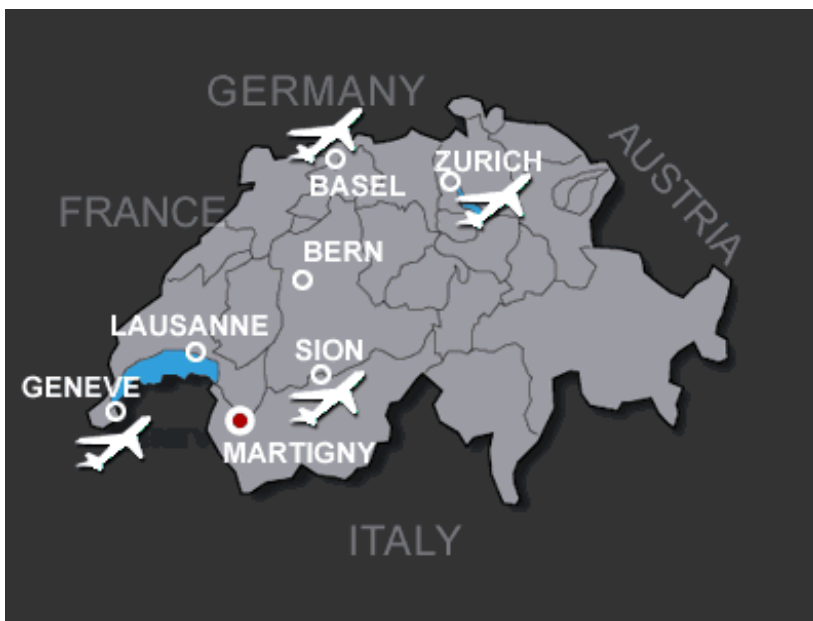 GERMANY
AUSTRIA
ZURICH
BASEL
FRANCE
BERN
LAUSANNE
SION
GENEVE
MARTIGNY
ITALY